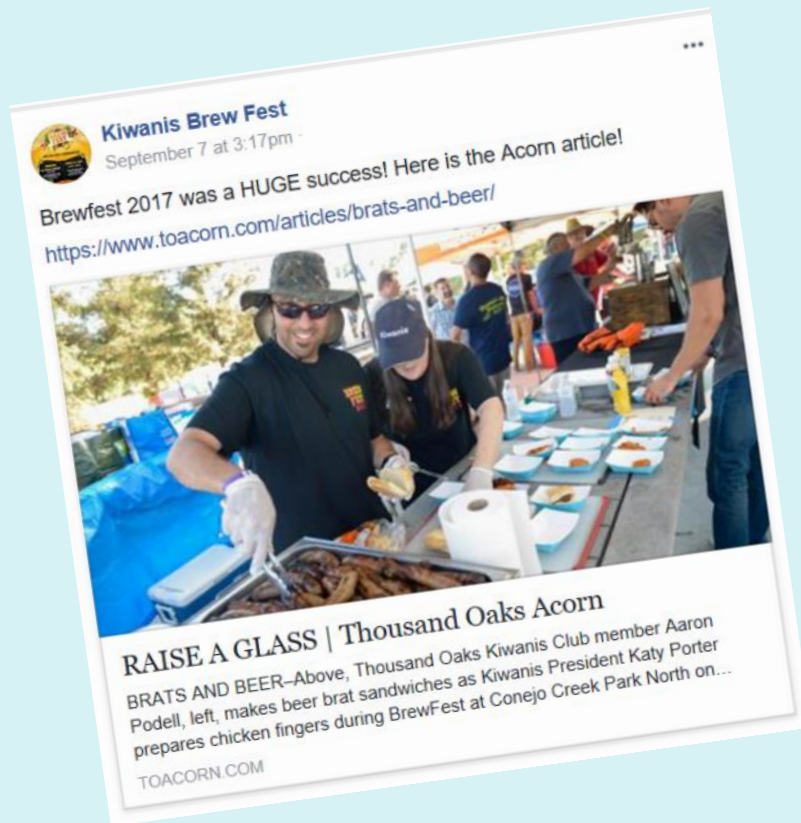 Kiwanis Brew Fest
September 7 at 3:17pm ·
Brewfest 2017 was a HUGE success! Here is the Acorn article!
https://www.toacorn.com/articles/brats-and-beer/
Kiwanis
RAISE A GLASS | Thousand Oaks Acorn
BRATS AND BEER–Above, Thousand Oaks Kiwanis Club member Aaron
Podell, left, makes beer brat sandwiches as Kiwanis President Katy Porter
prepares chicken fingers during BrewFest at Conejo Creek Park North on...
TOACORN.COM